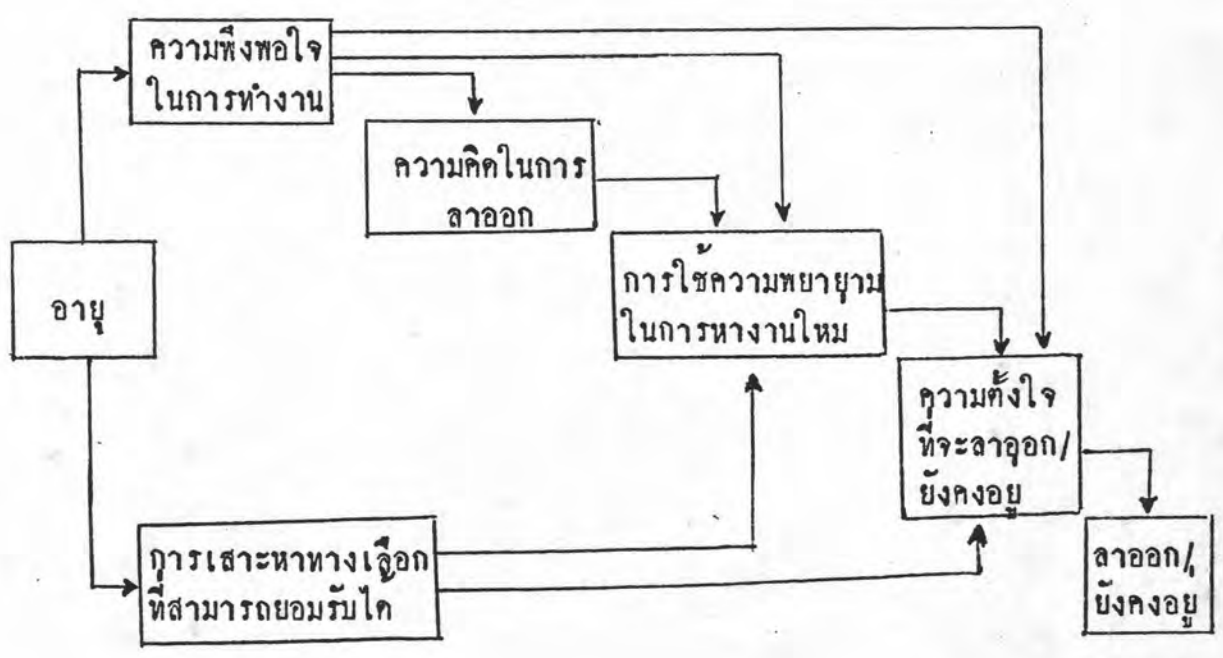 ความพึงพอใจ
ในการทำงาน
ความคิดในการ
ลาออก
อายุ
การใช้ความพยายาม
ในการหางานใหม
ความตั้งใจ
ที่จะลาออก/
ยังคงอยู
การเสาะหาทางเลือก
ที่สามารถยอมรับได้
ลาออก/
ยังคงอยู่